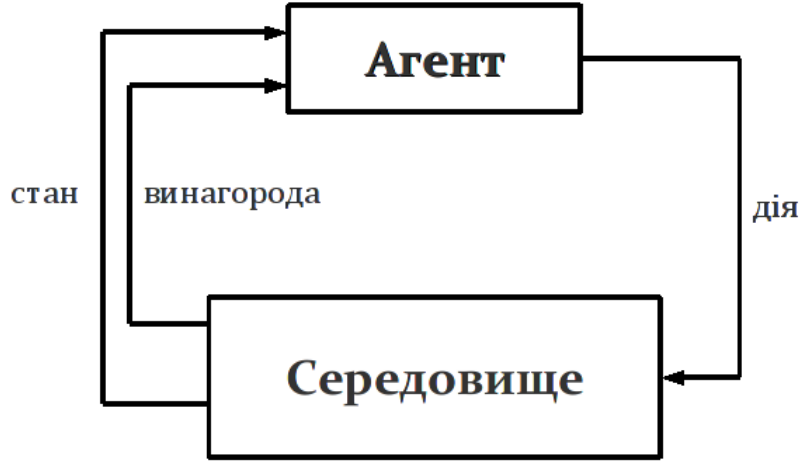 Агент
стан
винагорода
дія
Середовище